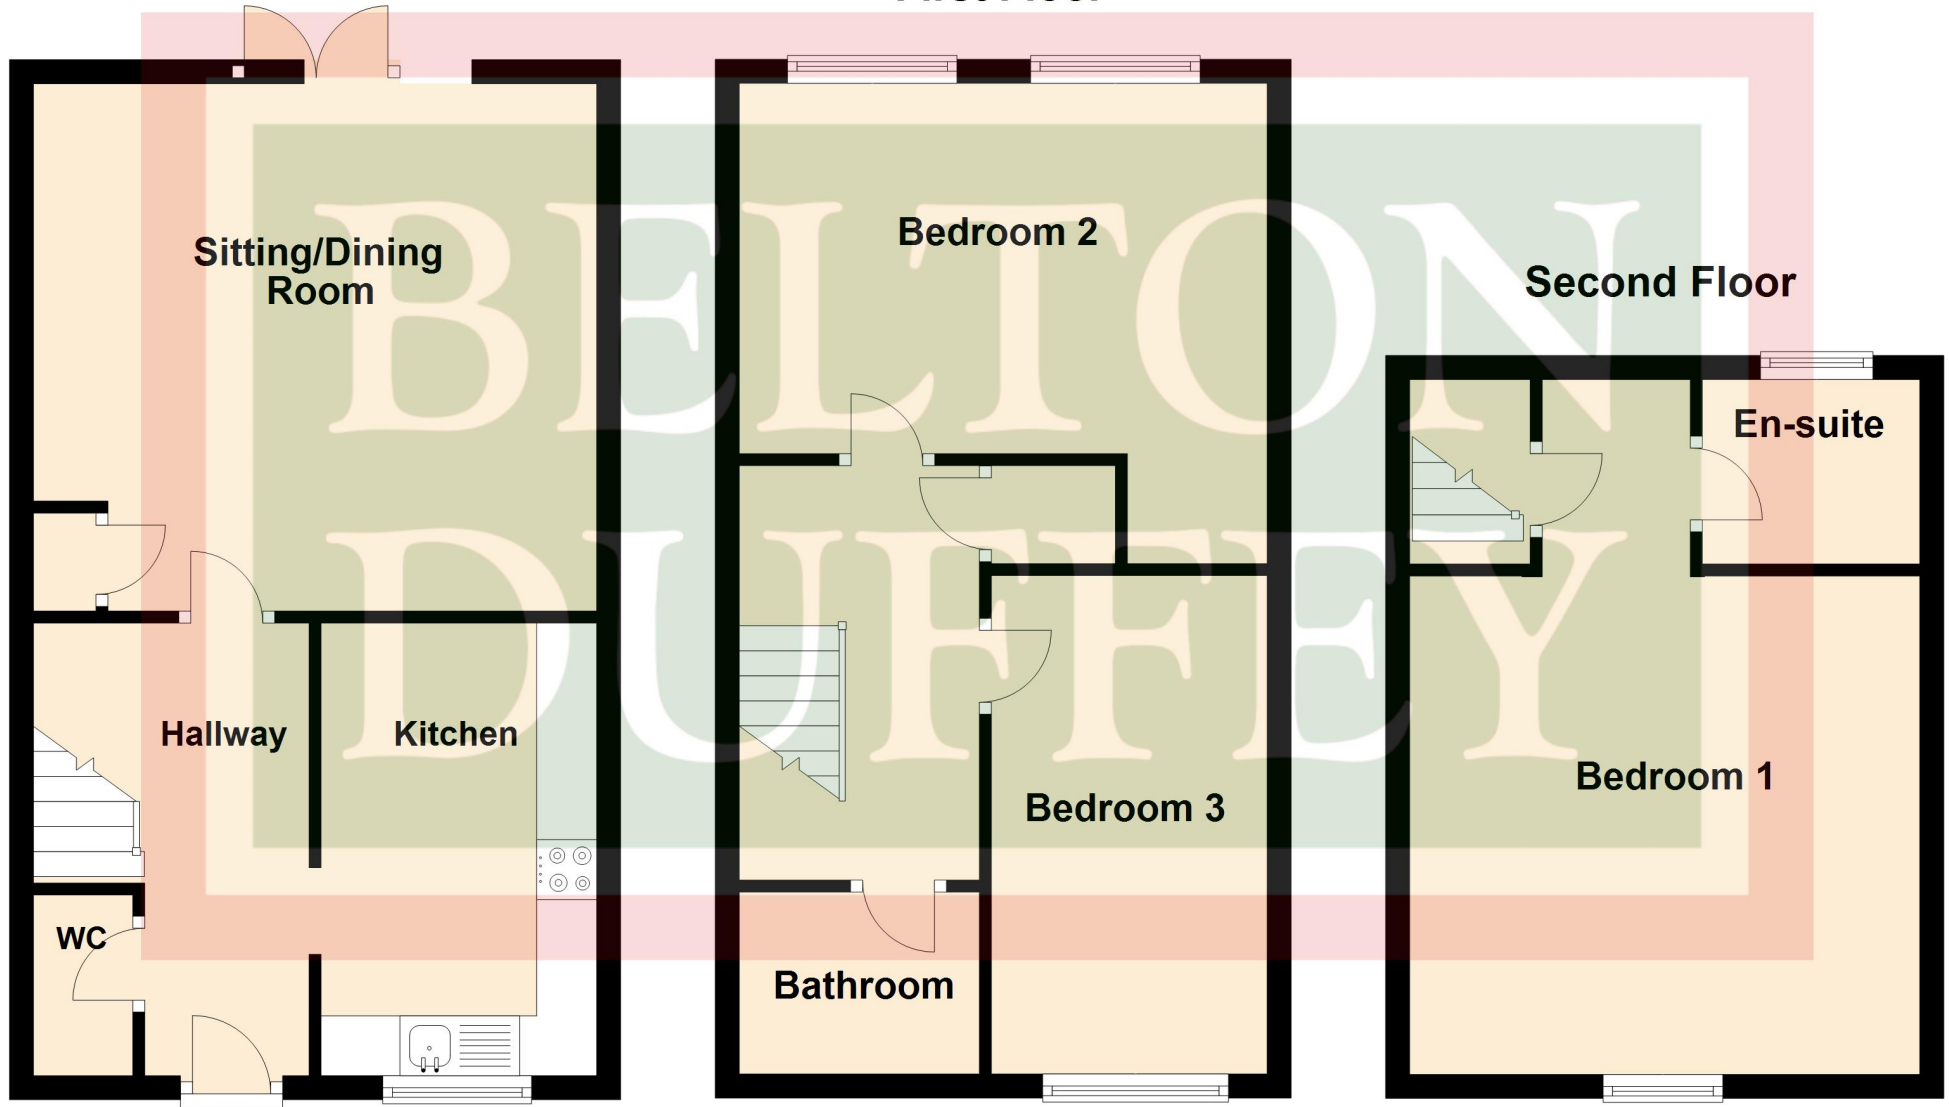 Sitting/Dining
Room
Hallway
Kitchen
WC
Bedroom 2
Bedroom 3
Bathroom
Second Floor
En-suite
Bedroom 1
BELTON
DUFFEY